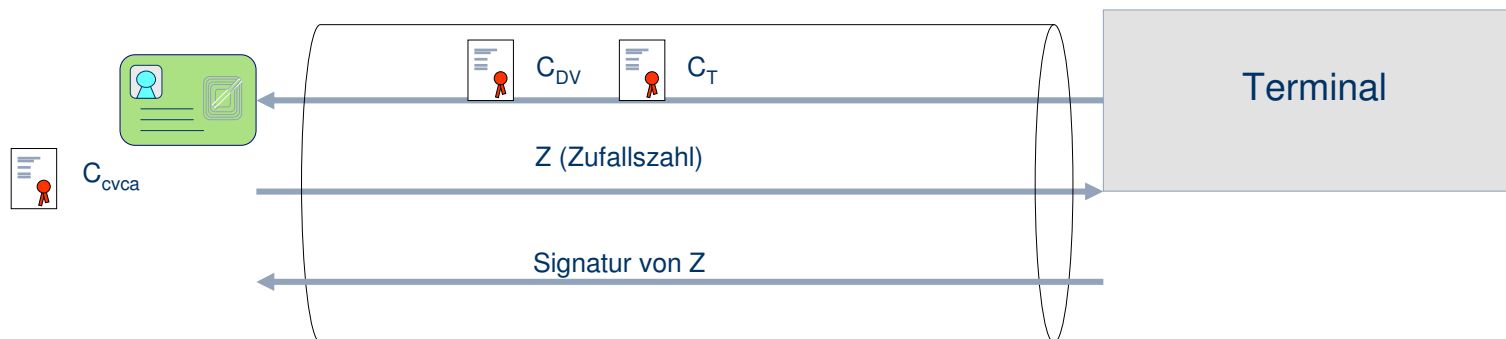 C_DV C_T
Terminal
Z (Zufallszahl)
C_cvca
Signatur von Z